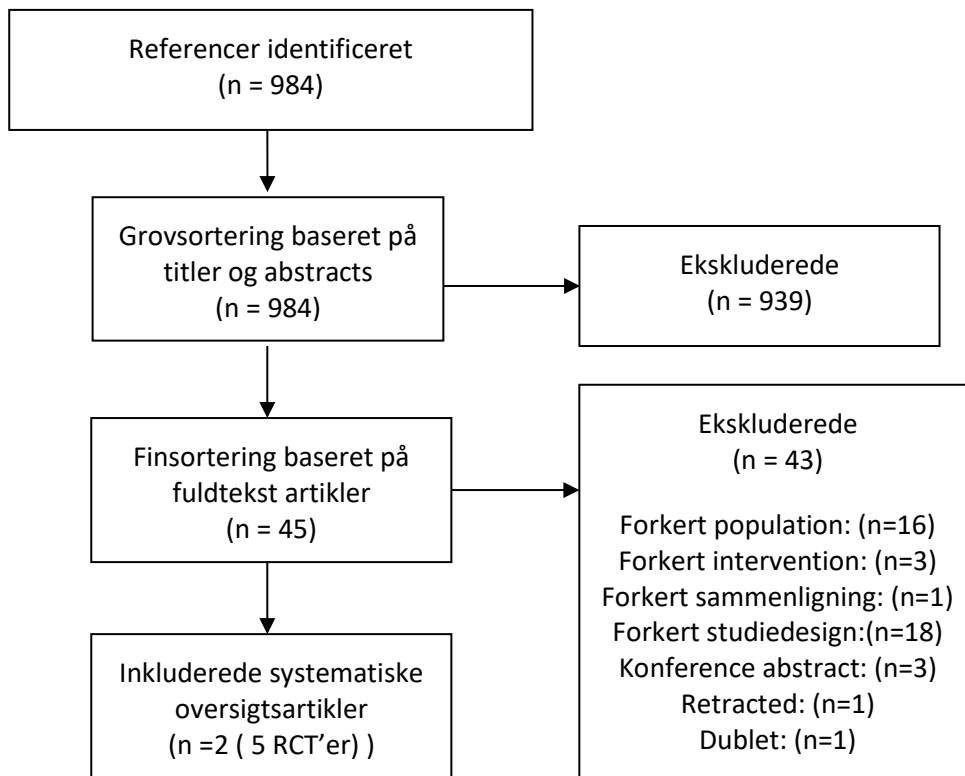 Referencer identificeret
(n = 984)
Grovsortering baseret på
titler og abstracts
(n = 984)
Ekskluderede
(n = 939)
Finsortering baseret på
fuldtekst artikler
(n = 45)
Ekskluderede
(n = 43)
Forkert population: (n=16)
Forkert intervention: (n=3)
Forkert sammenligning: (n=1)
Forkert studiedesign:(n=18)
Konference abstract: (n=3)
Retracted: (n=1)
Dublet: (n=1)
Inkluderede systematiske
oversigtsartikler
(n =2 ( 5 RCT’er) )